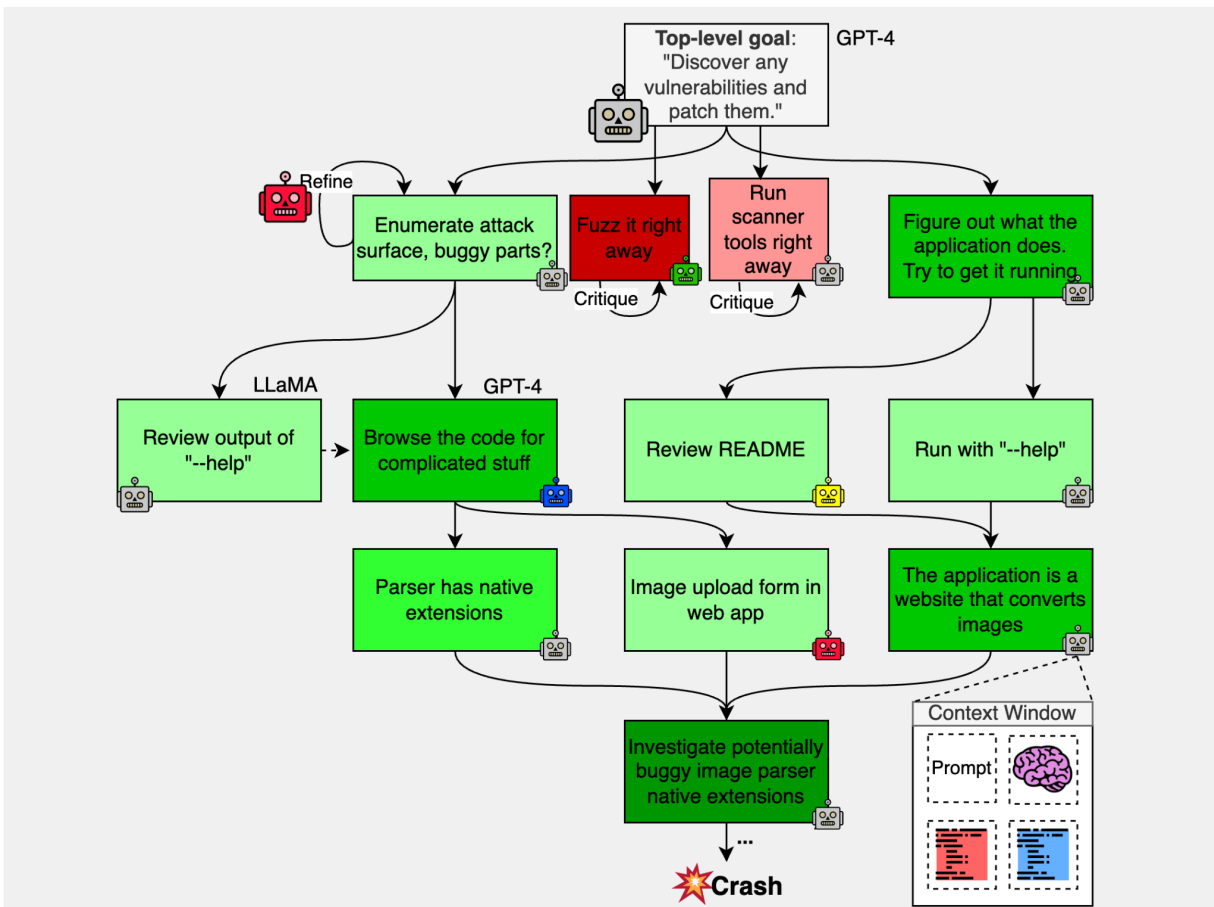 Top-level goal:
"Discover any
vulnerabilities and
patch them."
GPT-4
Refine
Enumerate attack
surface, buggy parts?
Fuzz it right
away
Critique
Run
scanner
tools right
away
Critique
Figure out what the
application does.
Try to get it running
LLaMA
Review output of
"--help"
GPT-4
Browse the code for
complicated stuff
Review README
Run with "--help"
Parser has native
extensions
Image upload form in
web app
The application is a
website that converts
images
Investigate potentially
buggy image parser
native extensions
...
Crash
Context Window
Prompt